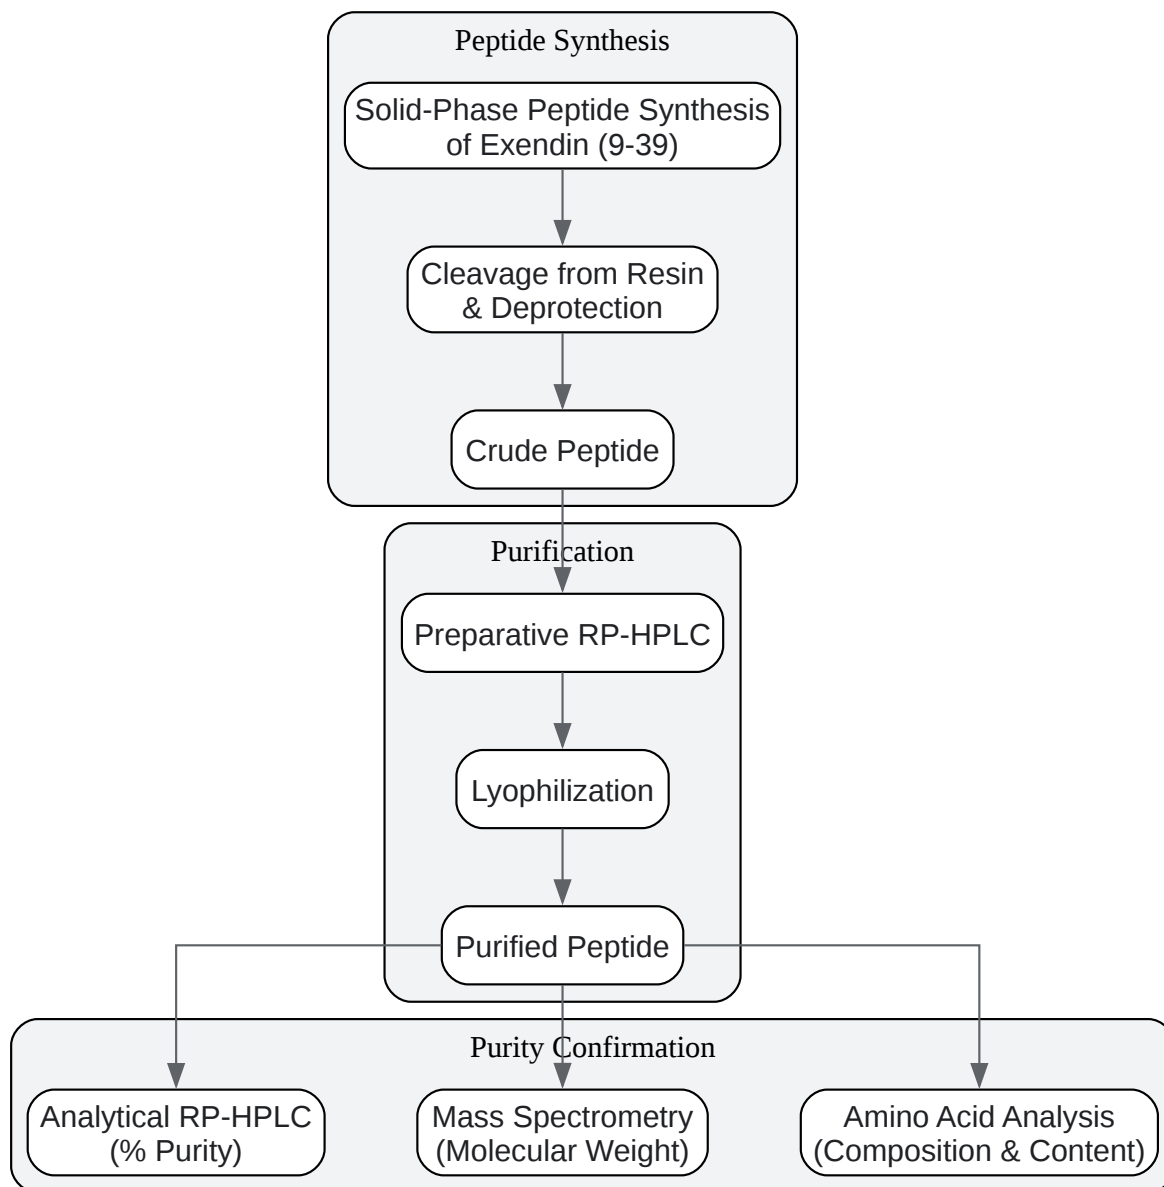 Peptide Synthesis
Solid-Phase Peptide Synthesis
of Exendin (9-39)
Cleavage from Resin
& Deprotection
Crude Peptide
Purification
Preparative RP-HPLC
Lyophilization
Purified Peptide
Purity Confirmation
Analytical RP-HPLC
(% Purity)
Mass Spectrometry
(Molecular Weight)
Amino Acid Analysis
(Composition & Content)